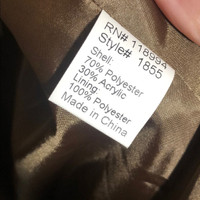 RN# 118994
Style# 1855
Shell:
70% Polyester
30% Acrylic
Lining:
100% Polyester
Made in China